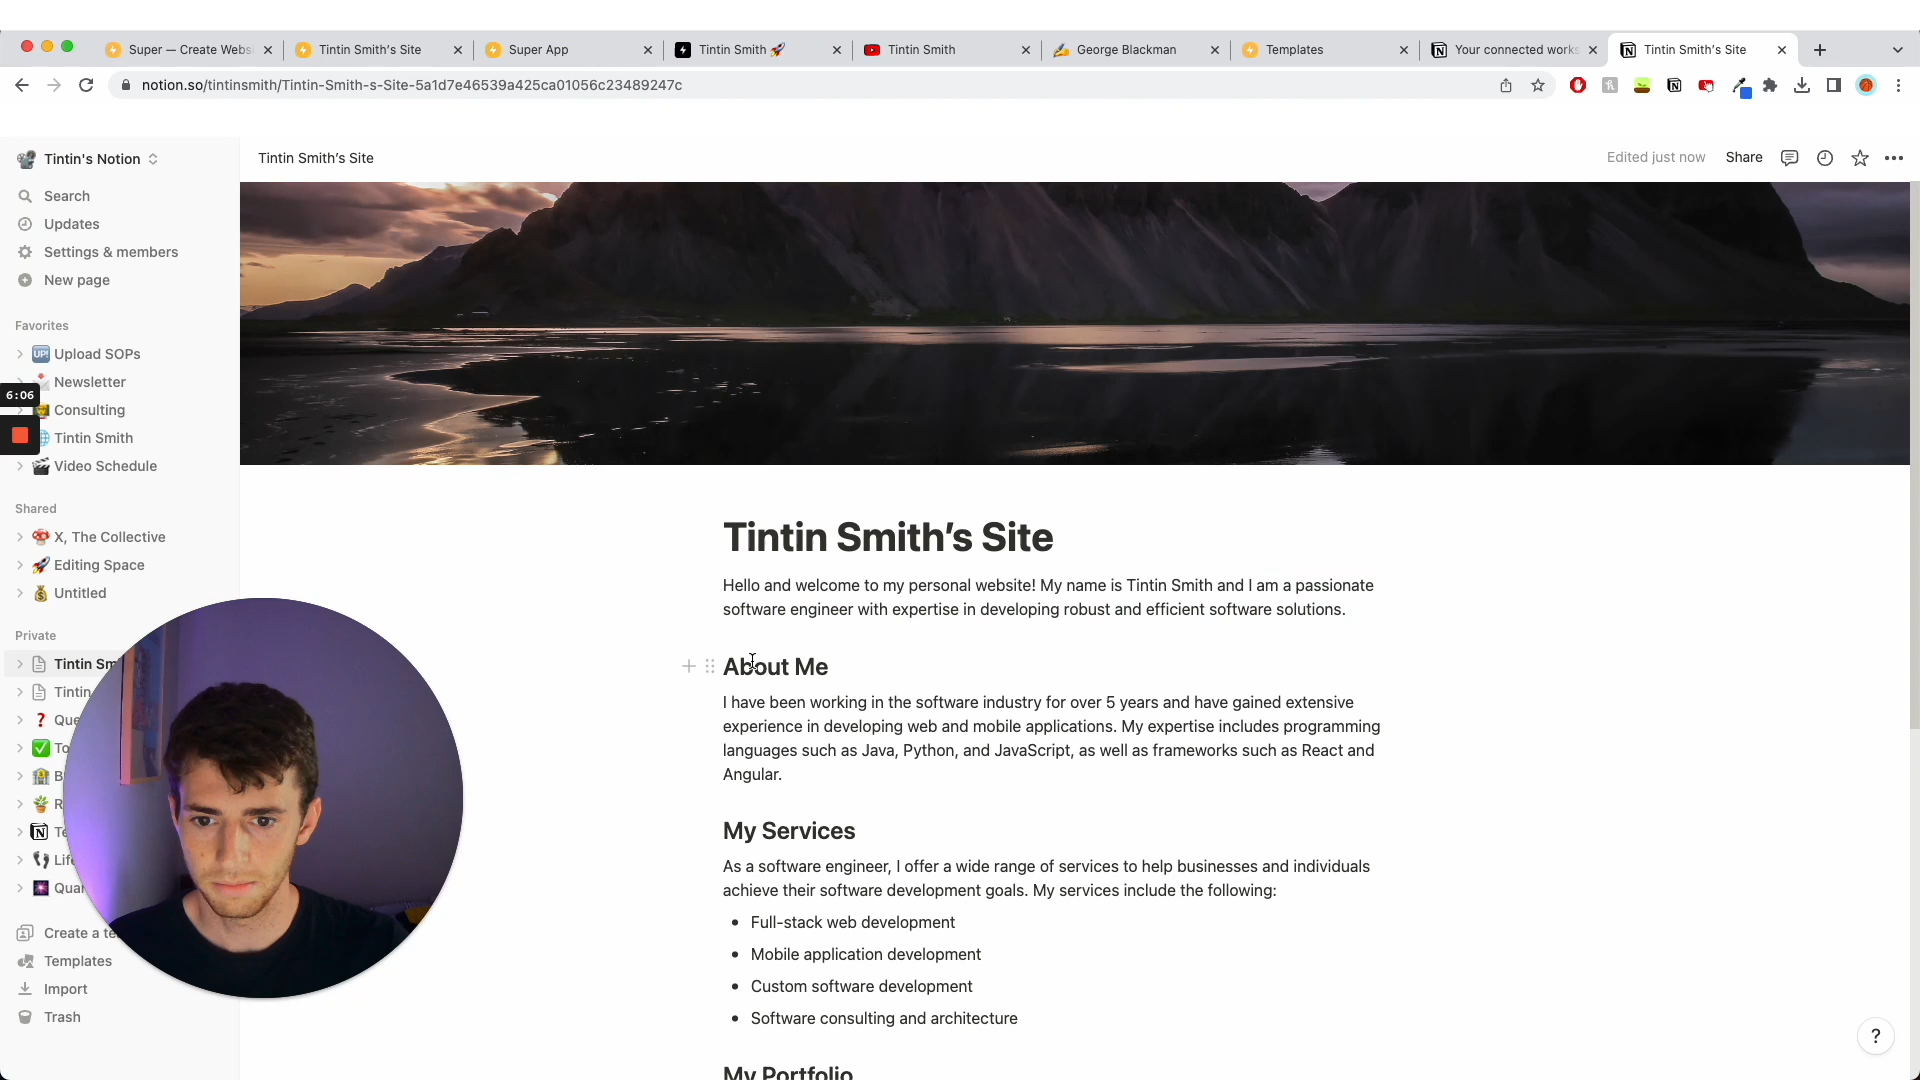 Super — Create Webs
Tintin Smith's Site
Super App
Tintin Smith 🚀
Tintin Smith
George Blackman
Templates
Your connected works
Tintin Smith's Site
notion.so/tintinsmith/Tintin-Smith-s-Site-5a1d7e46539a425ca01056c23489247c
Tintin's Notion
Tintin Smith's Site
Edited just now
Share
Search
Updates
Settings & members
New page
Favorites
Upload SOPs
Newsletter
6:06
Consulting
Tintin Smith
Video Schedule
Shared
X, The Collective
Editing Space
Untitled
Private
Tintin Sm
Tintin
Que
To
B
R
Te
Life
Quar
Create a te
Templates
Import
Trash
Tintin Smith's Site
Hello and welcome to my personal website! My name is Tintin Smith and I am a passionate
software engineer with expertise in developing robust and efficient software solutions.
About Me
I have been working in the software industry for over 5 years and have gained extensive
experience in developing web and mobile applications. My expertise includes programming
languages such as Java, Python, and JavaScript, as well as frameworks such as React and
Angular.
My Services
As a software engineer, I offer a wide range of services to help businesses and individuals
achieve their software development goals. My services include the following:
• Full-stack web development
• Mobile application development
• Custom software development
• Software consulting and architecture
My Portfolio
?